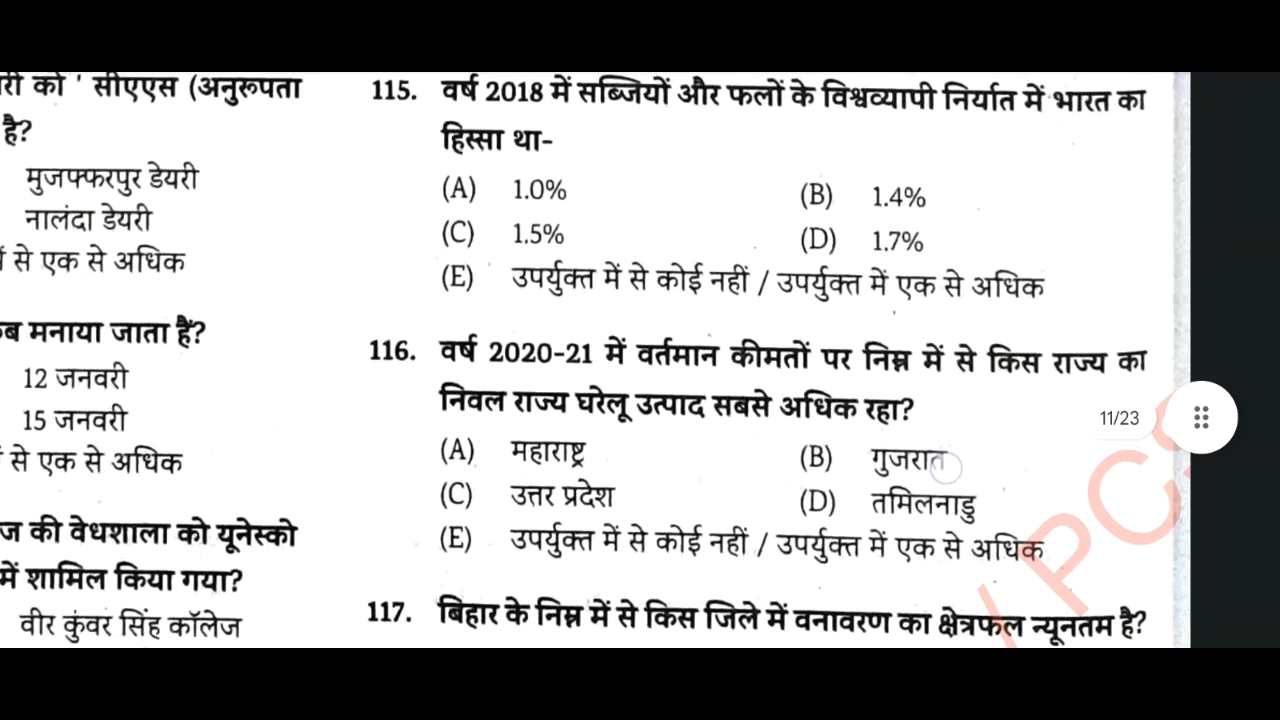 री को ' सीएएस (अनुरूपता
है?
मुजफ्फरपुर डेयरी
नालंदा डेयरी
में से एक से अधिक
ब मनाया जाता है?
12 जनवरी
15 जनवरी
से एक से अधिक
ज की वेधशाला को यूनेस्को
में शामिल किया गया?
वीर कुंवर सिंह कॉलेज
115. वर्ष 2018 में सब्जियों और फलों के विश्वव्यापी निर्यात में भारत का
हिस्सा था-
(A) 1.0% (B) 1.4%
(C) 1.5% (D) 1.7%
(E) उपर्युक्त में से कोई नहीं / उपर्युक्त में एक से अधिक
116. वर्ष 2020-21 में वर्तमान कीमतों पर निम्न में से किस राज्य का
निवल राज्य घरेलू उत्पाद सबसे अधिक रहा?
(A) महाराष्ट्र (B) गुजरात
(C) उत्तर प्रदेश (D) तमिलनाडु
(E) उपर्युक्त में से कोई नहीं / उपर्युक्त में एक से अधिक
117. बिहार के निम्न में से किस जिले में वनावरण का क्षेत्रफल न्यूनतम है?
11/23
/ PCS